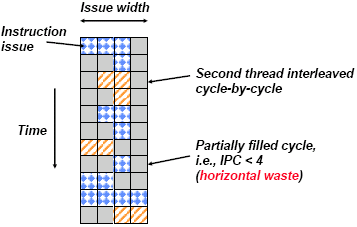 Issue width
Instruction
issue
Second thread interleaved
cycle-by-cycle
Time
Partially filled cycle,
i.e., IPC < 4
(horizontal waste)